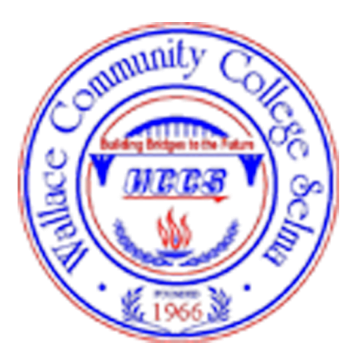 Wallace Community College Selma
Building Bridges to the Future
WCCS
FOUNDED
1966